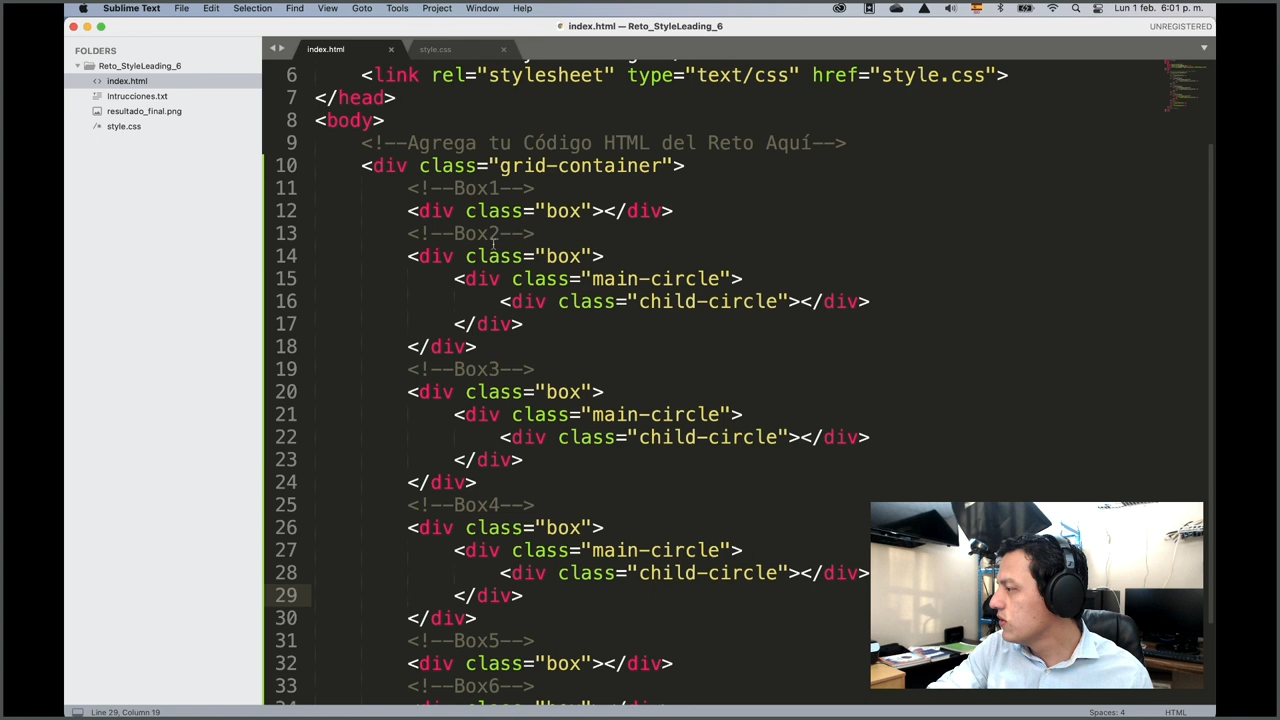 Sublime Text File Edit Selection Find View Goto Tools Project Window Help Lun 1 feb. 6:01 p. m.
index.html — Reto_StyleLeading_6 UNREGISTERED
FOLDERS
Reto_StyleLeading_6
index.html
Intrucciones.txt
resultado_final.png
style.css
index.html style.css
6 <link rel="stylesheet" type="text/css" href="style.css">
7 </head>
8 <body>
9 <!--Agrega tu Código HTML del Reto Aquí-->
10 <div class="grid-container">
11 <!--Box1-->
12 <div class="box"></div>
13 <!--Box2-->
14 <div class="box">
15 <div class="main-circle">
16 <div class="child-circle"></div>
17 </div>
18 </div>
19 <!--Box3-->
20 <div class="box">
21 <div class="main-circle">
22 <div class="child-circle"></div>
23 </div>
24 </div>
25 <!--Box4-->
26 <div class="box">
27 <div class="main-circle">
28 <div class="child-circle"></div>
29 </div>
30 </div>
31 <!--Box5-->
32 <div class="box"></div>
33 <!--Box6-->
Line 29, Column 19 Spaces: 4 HTML